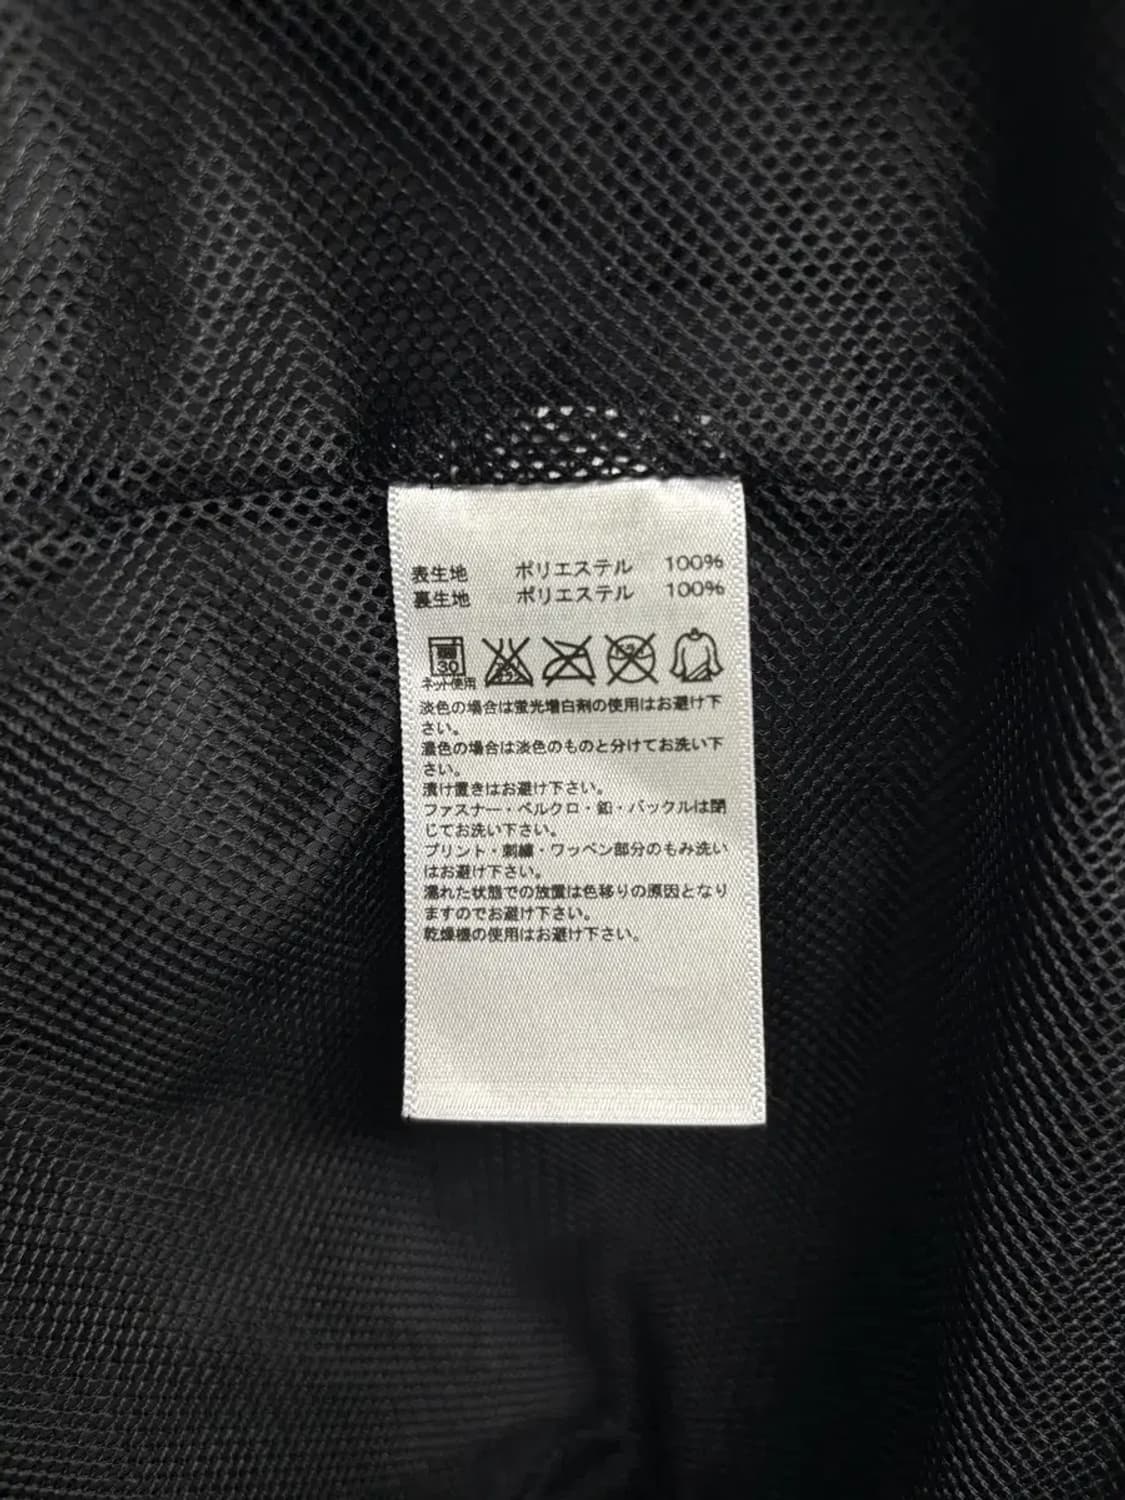 表生地 ポリエステル 100%
裏生地 ポリエステル 100%
30
ネット使用
淡色の場合は蛍光増白剤の使用はお避け下
さい。
濃色の場合は淡色のものと分けてお洗い下
さい。
漬け置きはお避け下さい。
ファスナー・ベルクロ・釦・バックルは閉
じてお洗い下さい。
プリント・刺繍・ワッペン部分のもみ洗い
はお避け下さい。
濡れた状態での放置は色移りの原因となり
ますのでお避け下さい。
乾燥機の使用はお避け下さい。